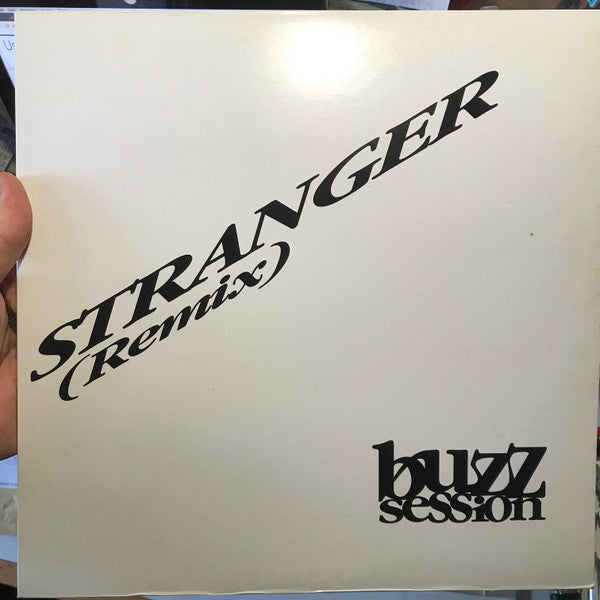 STRANGER
(Remix)
buzz
session